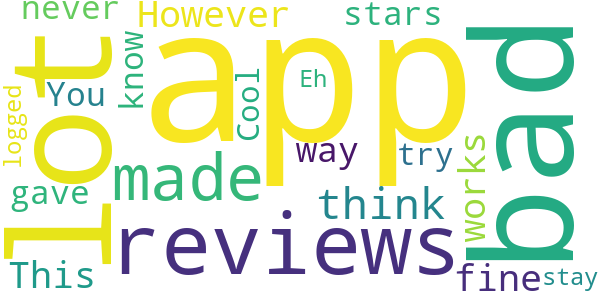 never
However
stars
app
lot
bad
You
know
Cool
Eh
logged
way
try
works
made
gave
think
reviews
This
fine
stay